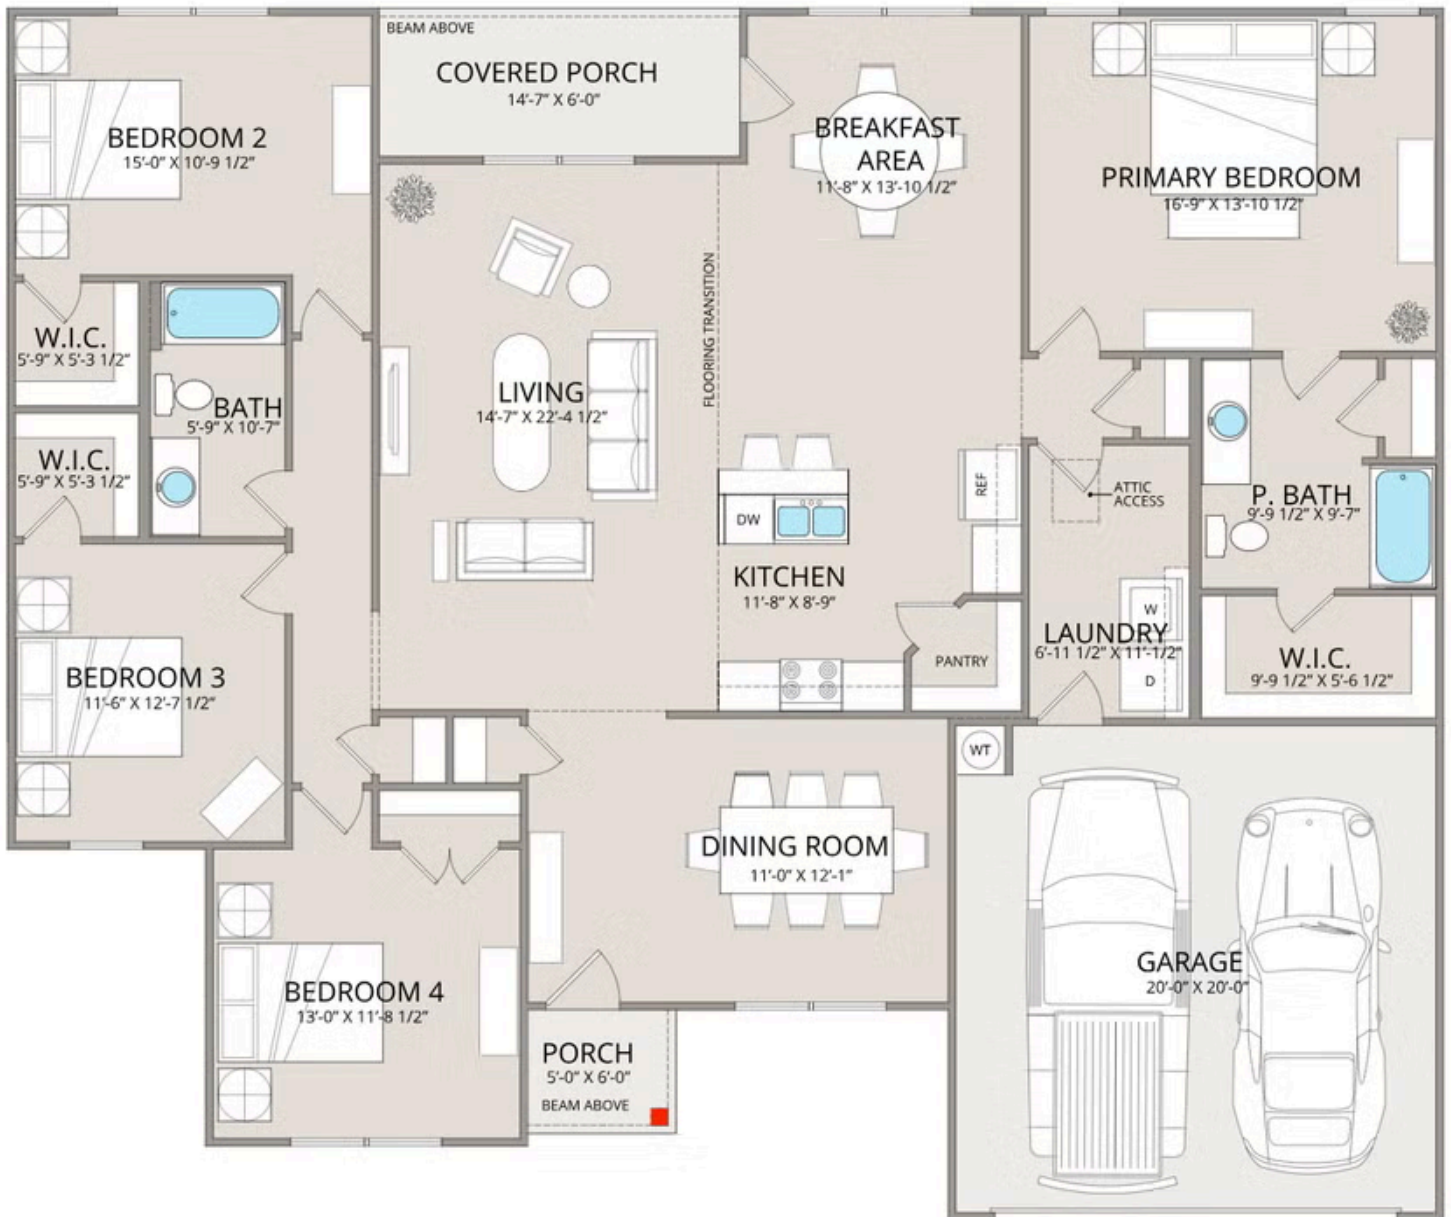 BEAM ABOVE
COVERED PORCH
14'-7" X 6'-0"
BEDROOM 2
15'-0" X 10'-9 1/2"
BREAKFAST
AREA
11'-8" X 13'-10 1/2"
PRIMARY BEDROOM
16'-9" X 13'-10 1/2"
W.I.C.
5'-9" X 5'-3 1/2"
BATH
5'-9" X 10'-7"
W.I.C.
5'-9" X 5'-3 1/2"
LIVING
14'-7" X 22'-4 1/2"
FLOORING TRANSITION
REF
DW
KITCHEN
11'-8" X 8'-9"
PANTRY
ATTIC
ACCESS
P. BATH
9'-9 1/2" X 9'-7"
W
LAUNDRY
6'-11 1/2" X 11'-1/2"
D
W.I.C.
9'-9 1/2" X 5'-6 1/2"
BEDROOM 3
11'-6" X 12'-7 1/2"
WT
DINING ROOM
11'-0" X 12'-1"
BEDROOM 4
13'-0" X 11'-8 1/2"
GARAGE
20'-0" X 20'-0"
PORCH
5'-0" X 6'-0"
BEAM ABOVE